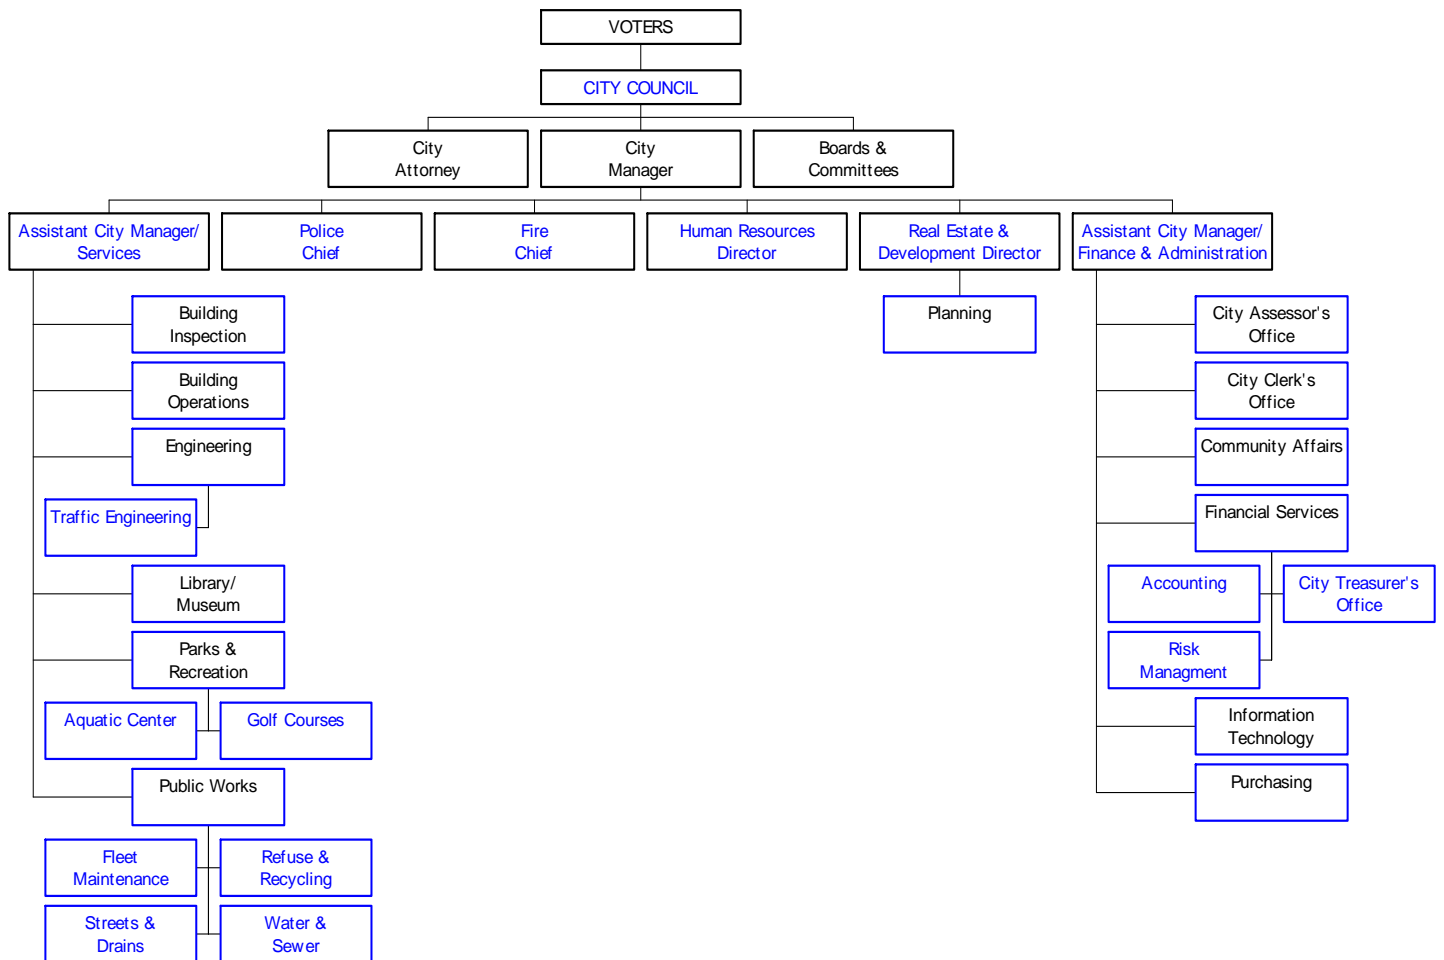 VOTERS
CITY COUNCIL
City
Attorney
City
Manager
Boards &
Committees
Assistant City Manager/
Services
Police
Chief
Fire
Chief
Human Resources
Director
Real Estate &
Development Director
Assistant City Manager/
Finance & Administration
Building
Inspection
Building
Operations
Engineering
Traffic Engineering
Library/
Museum
Parks &
Recreation
Aquatic Center
Golf Courses
Public Works
Fleet
Maintenance
Refuse &
Recycling
Streets &
Drains
Water &
Sewer
Planning
City Assessor's
Office
City Clerk's
Office
Community Affairs
Financial Services
Accounting
City Treasurer's
Office
Risk
Managment
Information
Technology
Purchasing